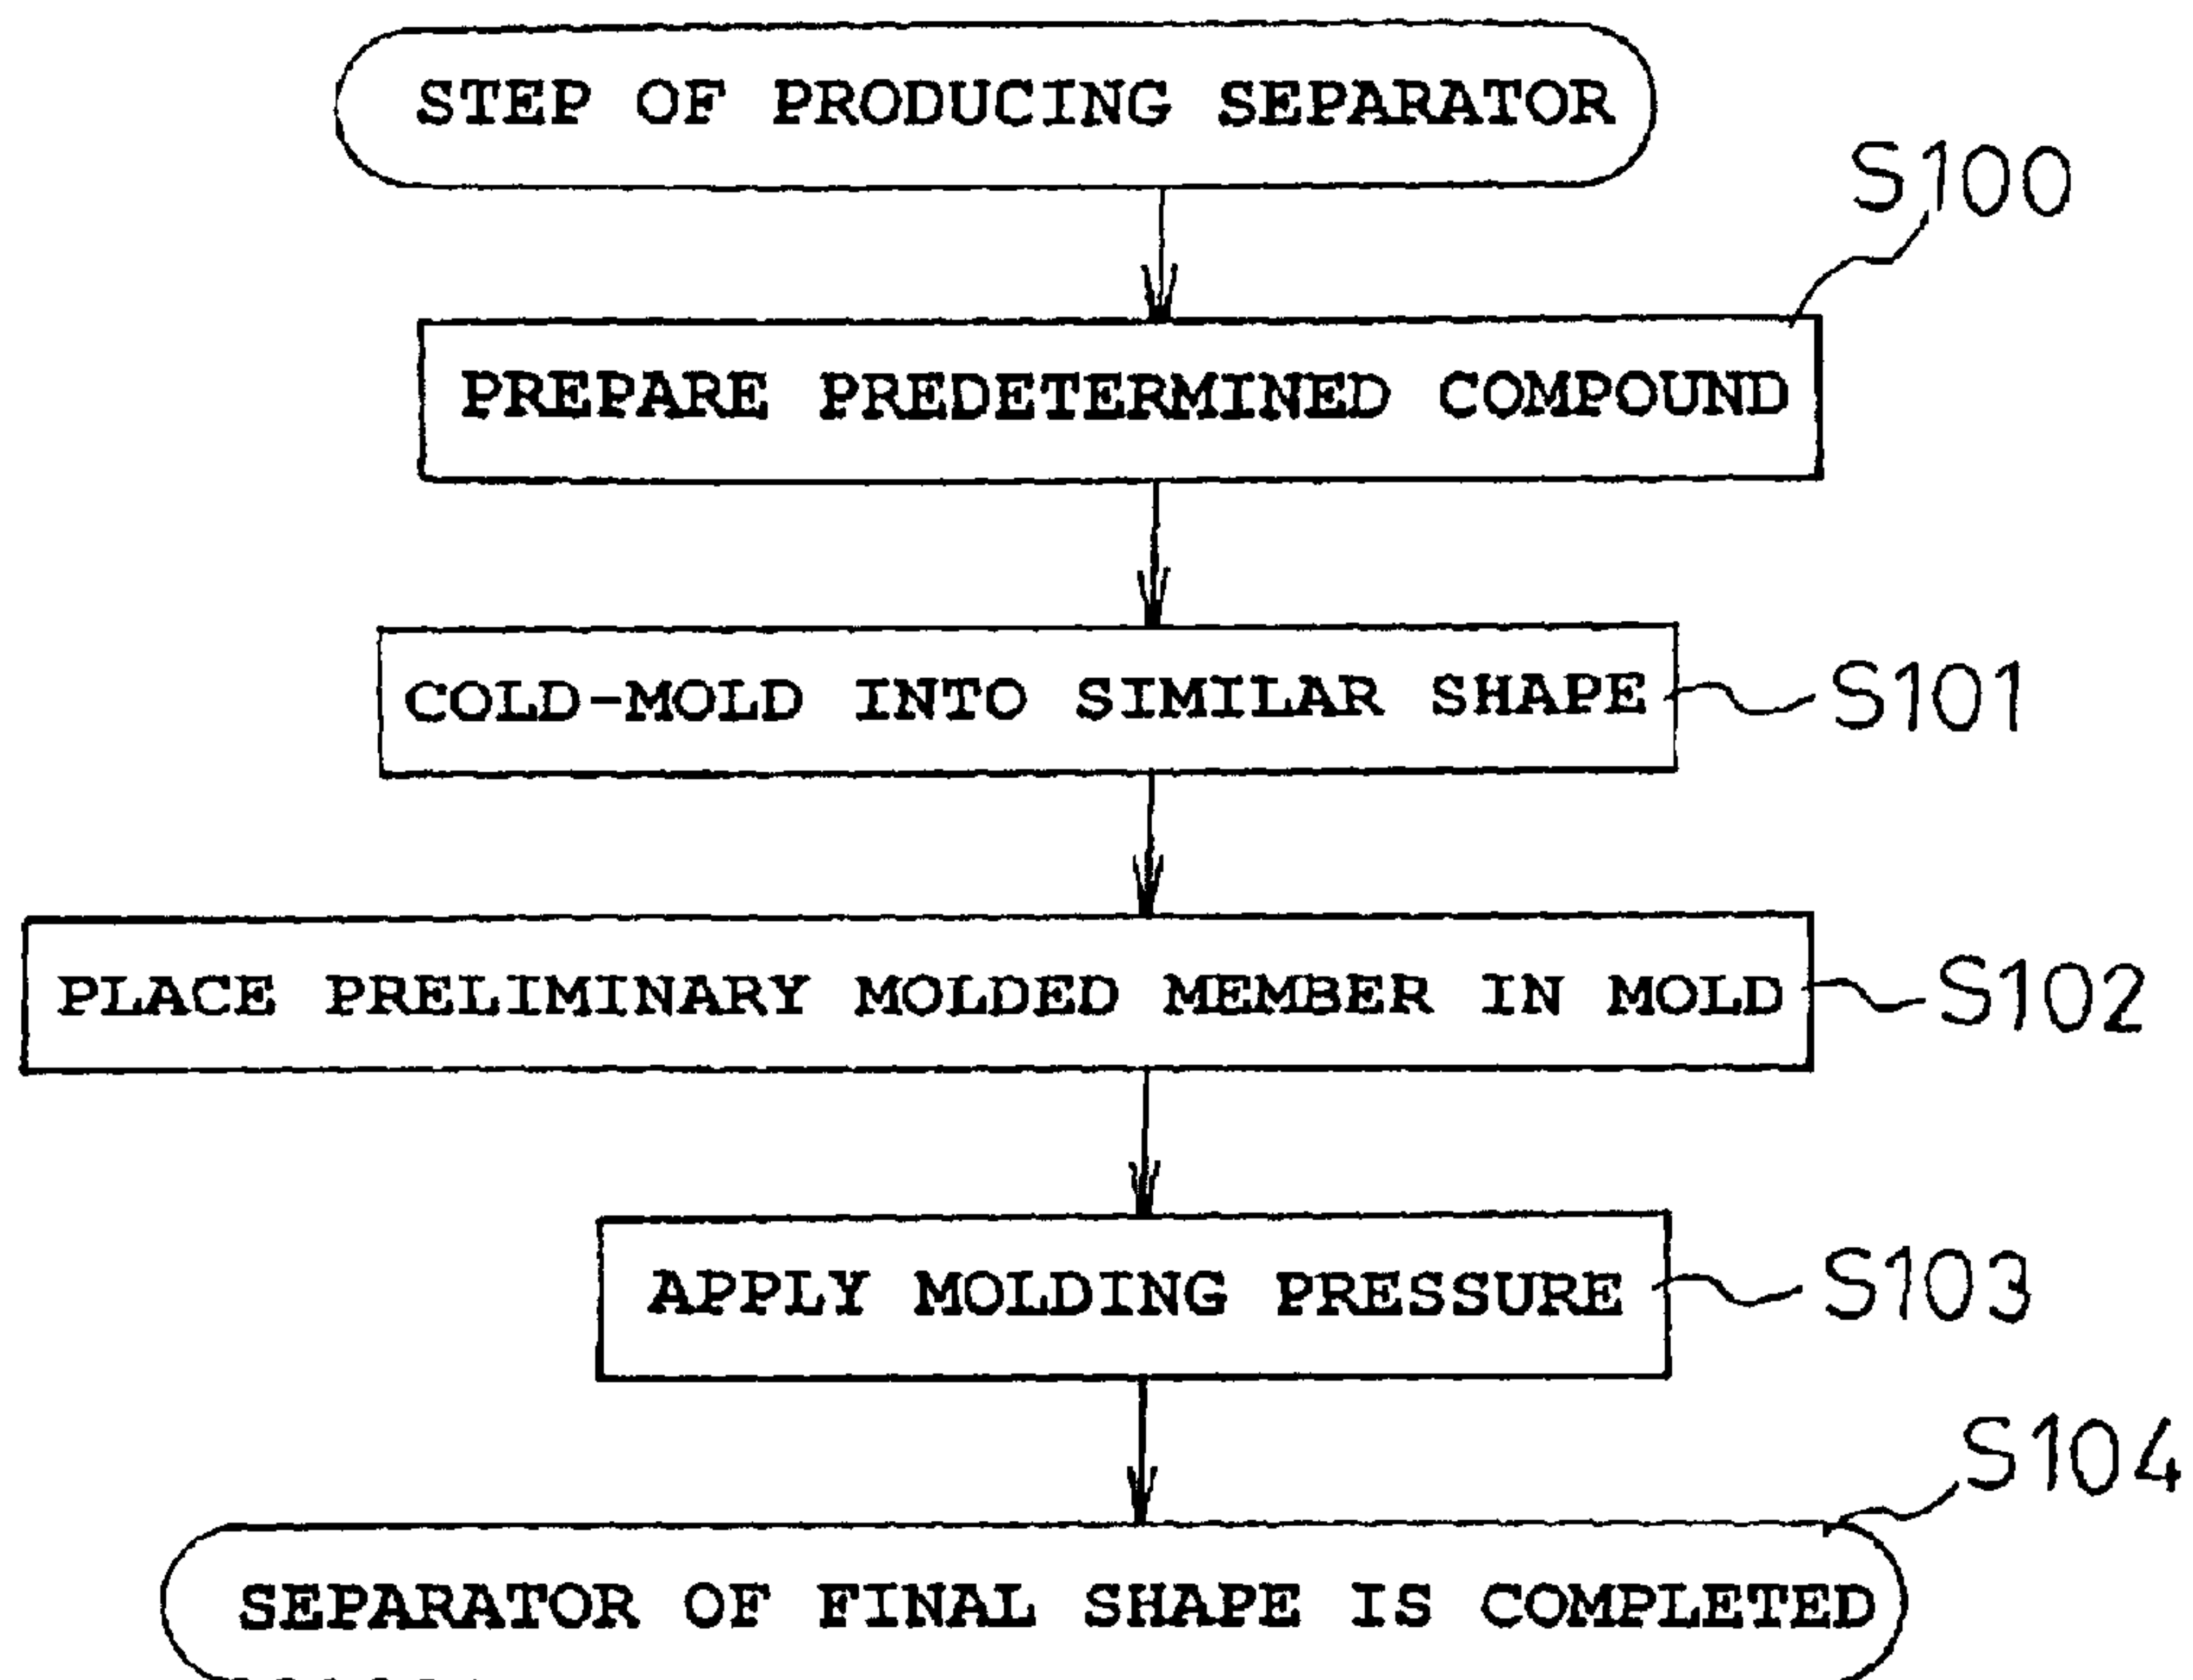 STEP OF PRODUCING SEPARATOR
S100
PREPARE PREDETERMINED COMPOUND
COLD-MOLD INTO SIMILAR SHAPE
S101
PLACE PRELIMINARY MOLDED MEMBER IN MOLD
S102
APPLY MOLDING PRESSURE
S103
S104
SEPARATOR OF FINAL SHAPE IS COMPLETED